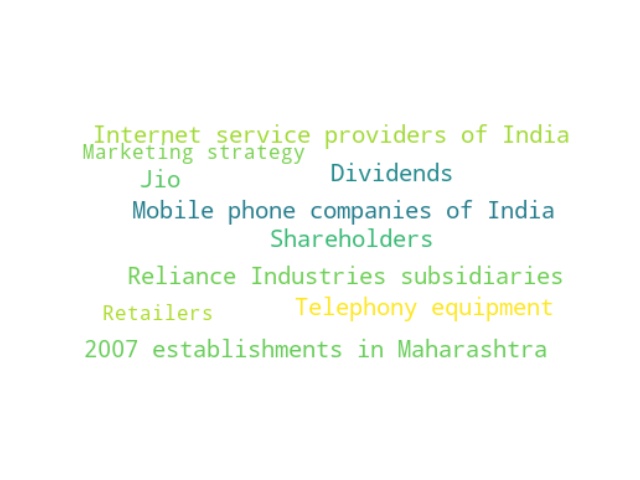 Internet service providers of India
Marketing strategy
Dividends
Jio
Mobile phone companies of India
Shareholders
Reliance Industries subsidiaries
Telephony equipment
Retailers
2007 establishments in Maharashtra